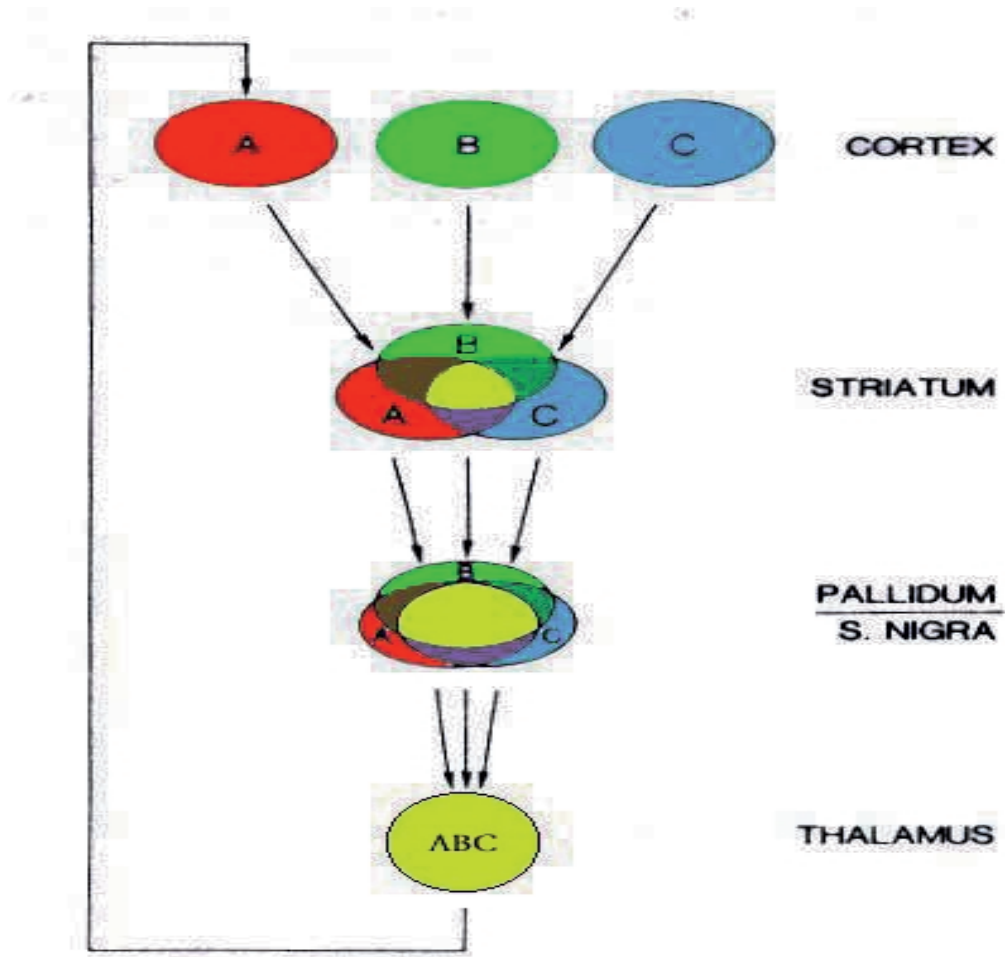 A B C CORTEX
B
A C STRIATUM
B
A C PALLIDUM
S. NIGRA
ABC THALAMUS